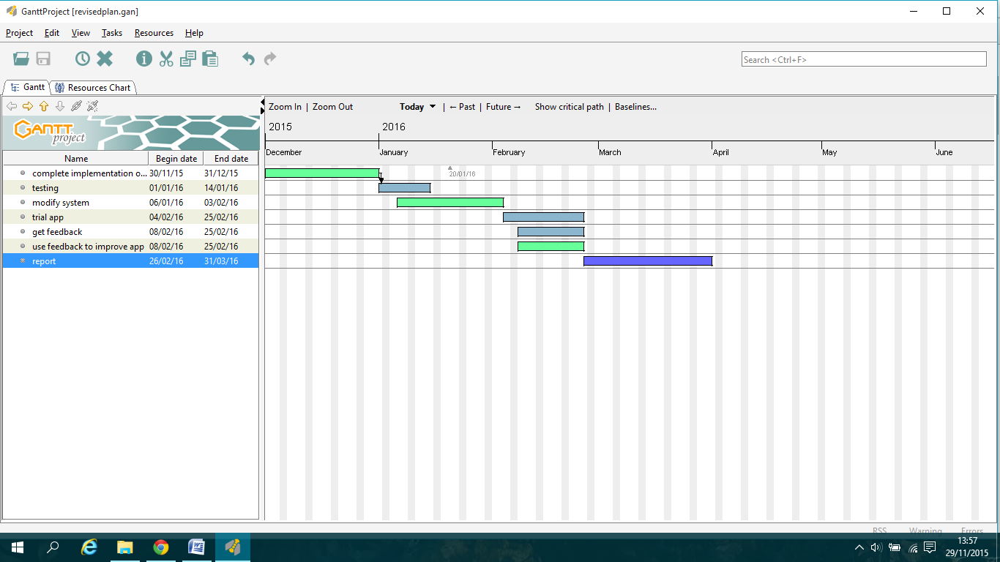 GanttProject [revisedplan.gan]
Project Edit View Tasks Resources Help
Search <Ctrl+F>
Gantt Resources Chart
Zoom In | Zoom Out Today | ← Past | Future → Show critical path | Baselines...
GANTT project
2015 2016
December January February March April May June
Name Begin date End date
complete implementation o... 30/11/15 31/12/15
20/01/16
testing 01/01/16 14/01/16
modify system 06/01/16 03/02/16
trial app 04/02/16 25/02/16
get feedback 08/02/16 25/02/16
use feedback to improve app 08/02/16 25/02/16
report 26/02/16 31/03/16
RSS Warning Errors
13:57
29/11/2015